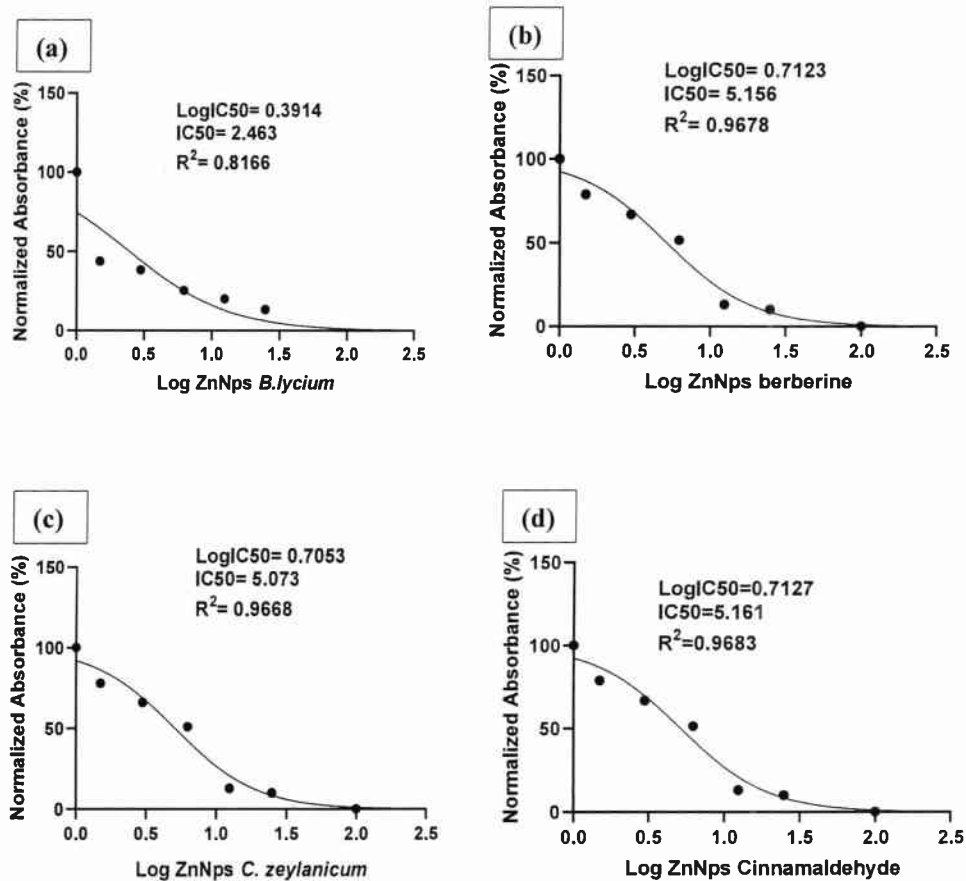 (a)
Normalized Absorbance (%)
150
100
50
0
LogIC50= 0.3914
IC50= 2.463
R²= 0.8166
0.0 0.5 1.0 1.5 2.0 2.5
Log ZnNps B.lycium
(b)
Normalized Absorbance (%)
150
100
50
0
LogIC50= 0.7123
IC50= 5.156
R²= 0.9678
0.0 0.5 1.0 1.5 2.0 2.5
Log ZnNps berberine
(c)
Normalized Absorbance (%)
150
100
50
0
LogIC50= 0.7053
IC50= 5.073
R²= 0.9668
0.0 0.5 1.0 1.5 2.0 2.5
Log ZnNps C. zeylanicum
(d)
Normalized Absorbance (%)
150
100
50
0
LogIC50=0.7127
IC50=5.161
R²=0.9683
0.0 0.5 1.0 1.5 2.0 2.5
Log ZnNps Cinnamaldehyde